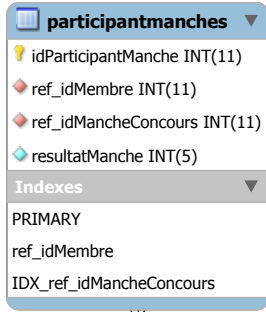 participantmanches
idParticipantManche INT(11)
ref_idMembre INT(11)
ref_idMancheConcours INT(11)
resultatManche INT(5)
Indexes
PRIMARY
ref_idMembre
IDX_ref_idMancheConcours